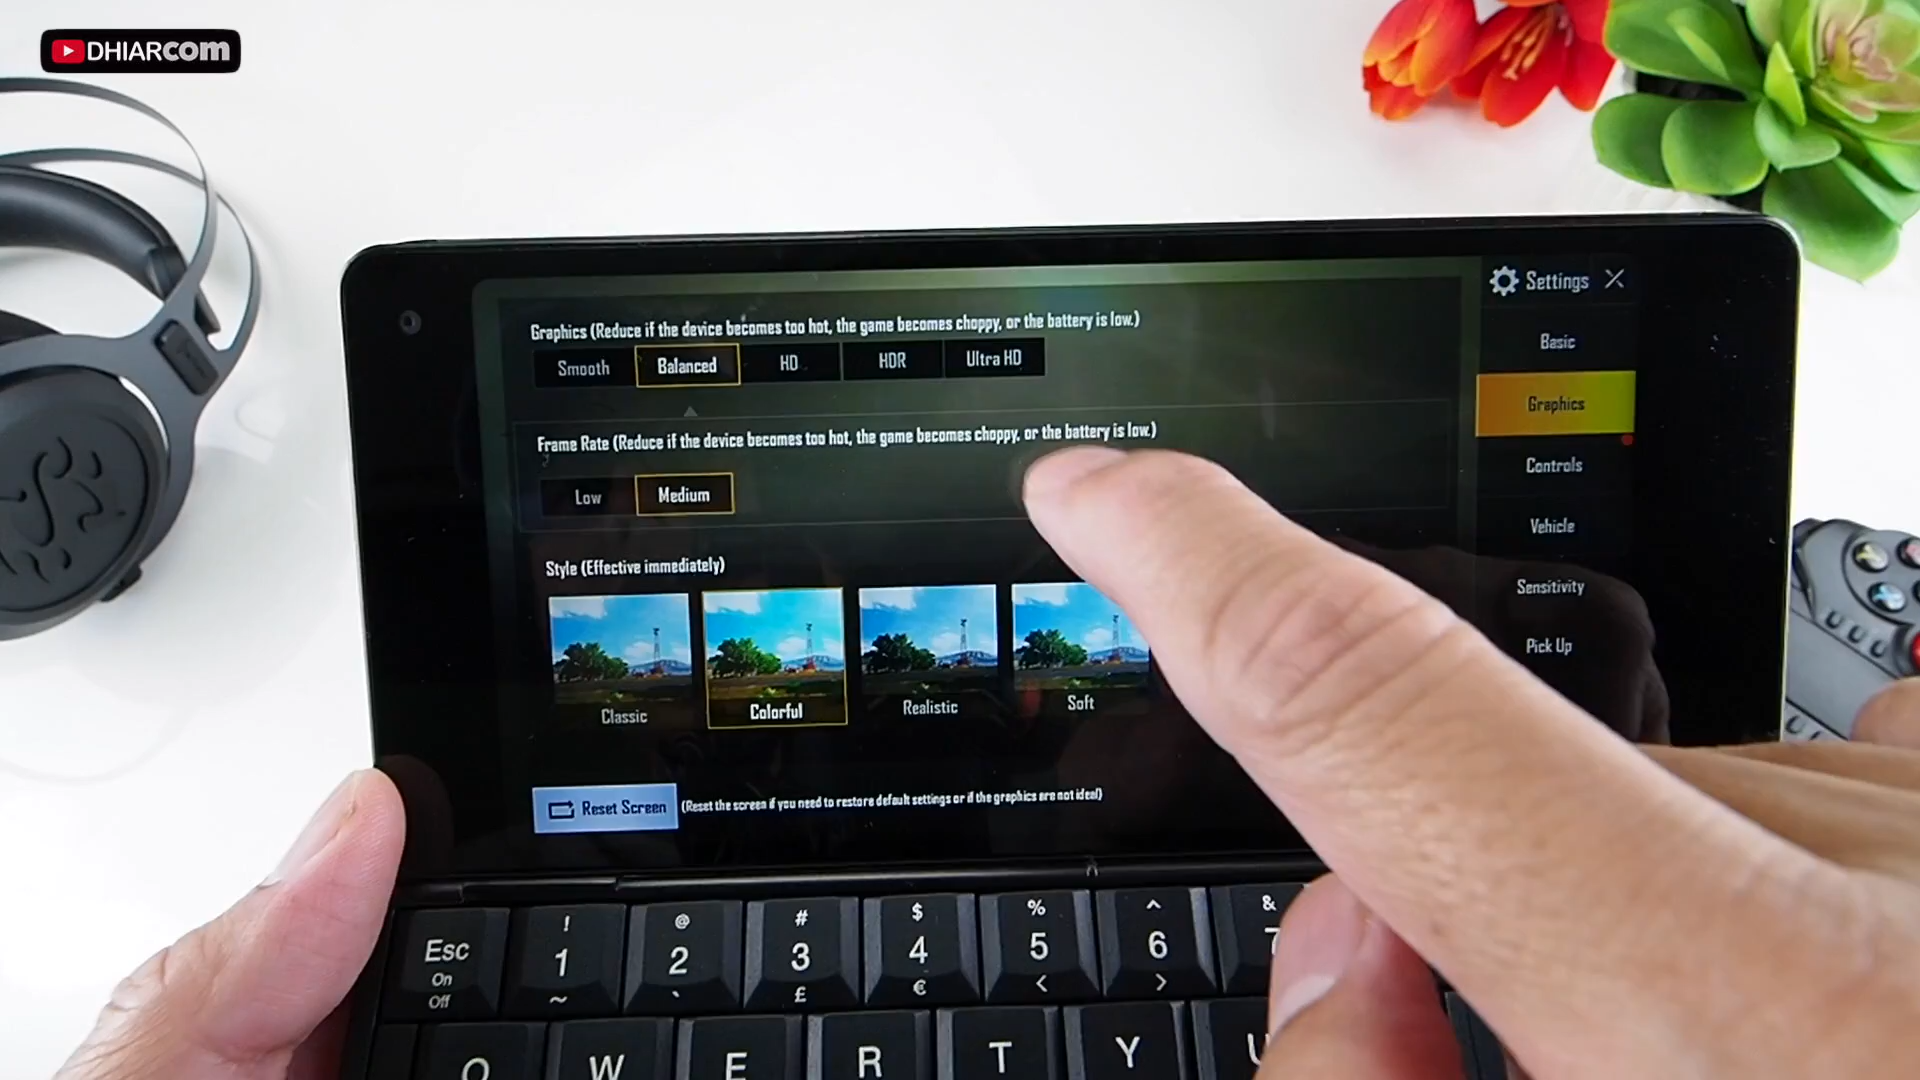 DHIARcom
Settings
Graphics (Reduce if the device becomes too hot, the game becomes choppy, or the battery is low.)
Smooth Balanced HD HDR Ultra HD
Frame Rate (Reduce if the device becomes too hot, the game becomes choppy, or the battery is low.)
Low Medium
Style (Effective immediately)
Classic Colorful Realistic Soft
Reset Screen (Reset the screen if you need to restore default settings or if the graphics are not ideal)
Basic
Graphics
Controls
Vehicle
Sensitivity
Pick Up
! @ # $ % ^ &
Esc 1 2 3 4 5 6 7
On
Off ~ ` £ € < >
Q W E R T Y U
Y
X